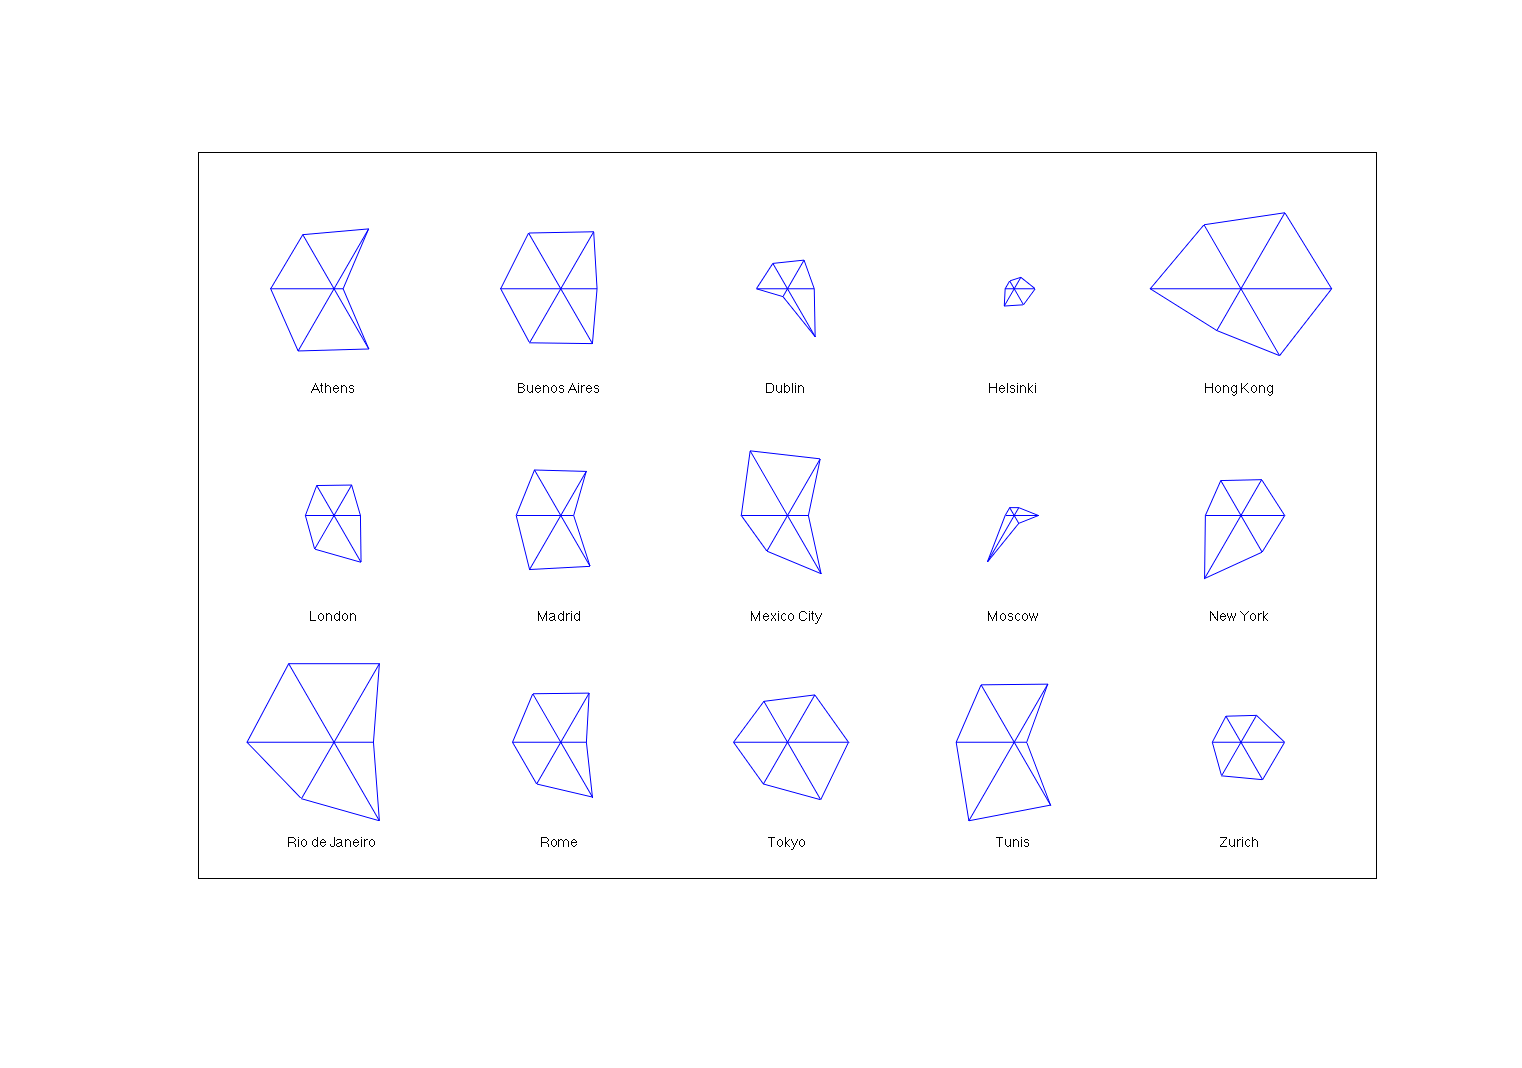 Athens
Buenos Aires
Dublin
Helsinki
Hong Kong
London
Madrid
Mexico City
Moscow
New York
Rio de Janeiro
Rome
Tokyo
Tunis
Zurich